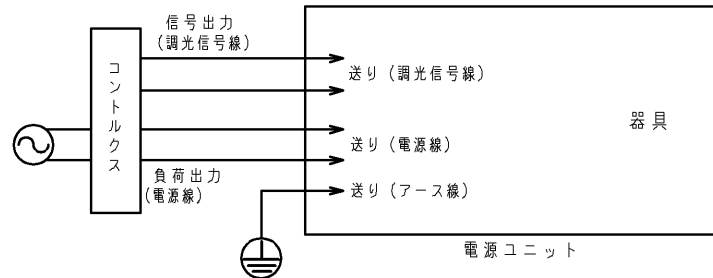 信号出力
(調光信号線)
コントルクス
送り(調光信号線)
器具
送り(電源線)
負荷出力
(電源線)
送り(アース線)
電源ユニット